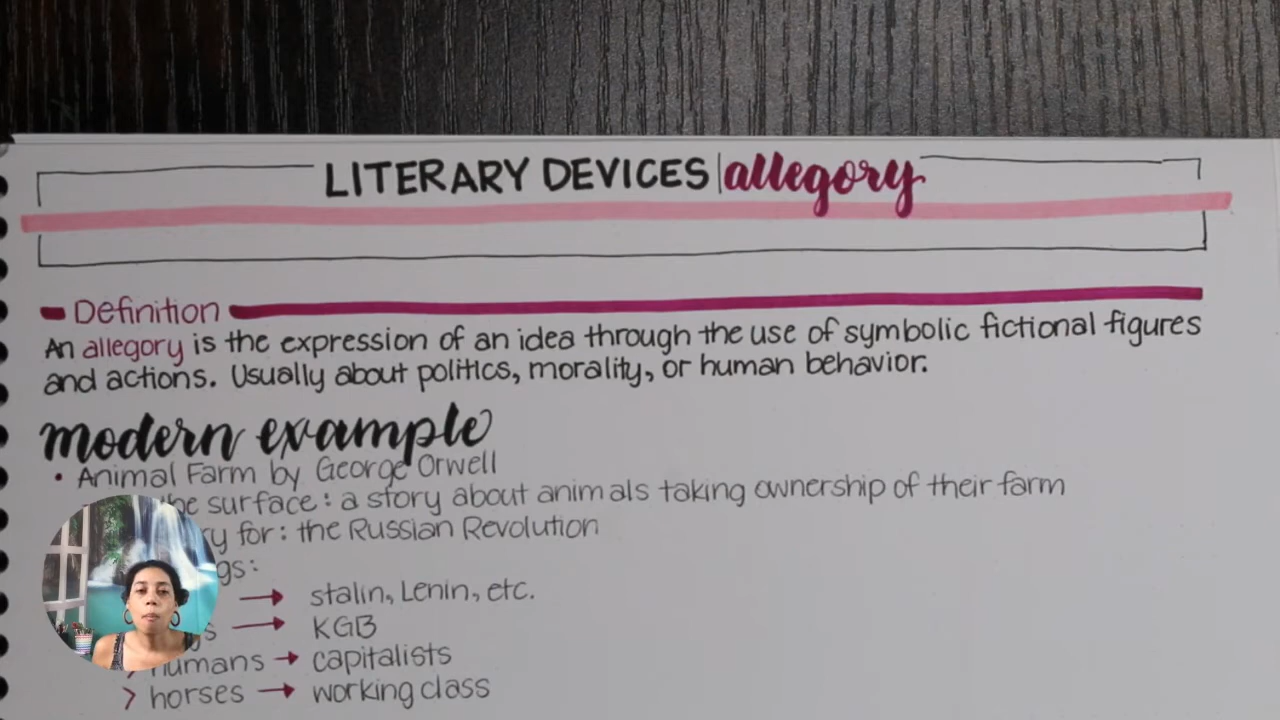 LITERARY DEVICES | allegory
Definition
An allegory is the expression of an idea through the use of symbolic fictional figures
and actions. Usually about politics, morality, or human behavior.
modern example
• Animal Farm by George Orwell
surface: a story about animals taking ownership of their farm
for: the Russian Revolution
→ stalin, Lenin, etc.
→ KGB
humans → capitalists
> horses → working class